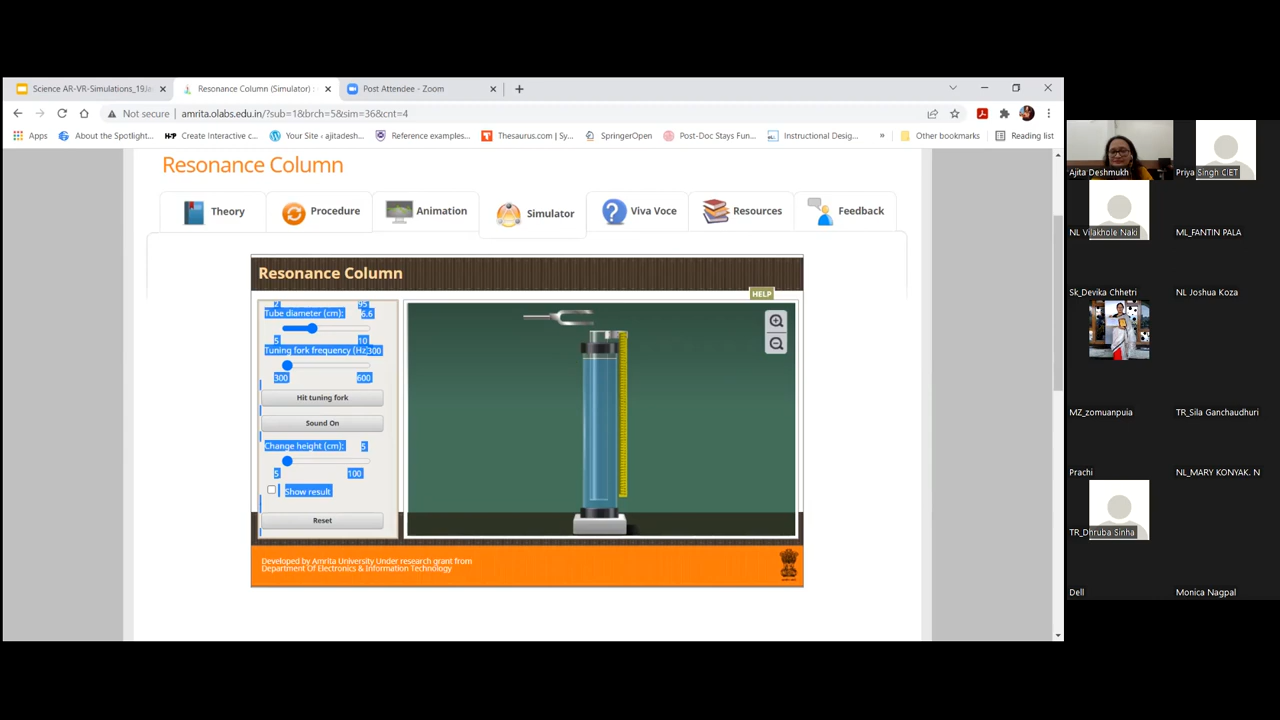 Science AR-VR-Simulations_19Ja
Resonance Column (Simulator) :
Post Attendee - Zoom
Not secure
amrita.olabs.edu.in/?sub=1&brch=5&sim=36&cnt=4
Apps
About the Spotlight...
H-P
Create Interactive c...
Your Site ‹ ajitadesh...
Reference examples...
Thesaurus.com | Sy...
SpringerOpen
Post-Doc Stays Fun...
Instructional Desig...
»
Other bookmarks
Reading list
Resonance Column
Theory
Procedure
Animation
Simulator
Viva Voce
Resources
Feedback
Resonance Column
HELP
2 95
Tube diameter (cm): 6.6
5 10
Tuning fork frequency (Hz 300
300 600
Hit tuning fork
Sound On
Change height (cm): 5
5 100
Show result
Reset
Developed by Amrita University Under research grant from
Department Of Electronics & Information Technology
Ajita Deshmukh
Priya Singh CIET
NL Vilakhole Naki
ML_FANTIN PALA
Sk_Devika Chhetri
NL Joshua Koza
MZ_zomuanpuia
TR_Sila Ganchaudhuri
Prachi
NL_MARY KONYAK. N
TR_Dhruba Sinha
Dell
Monica Nagpal